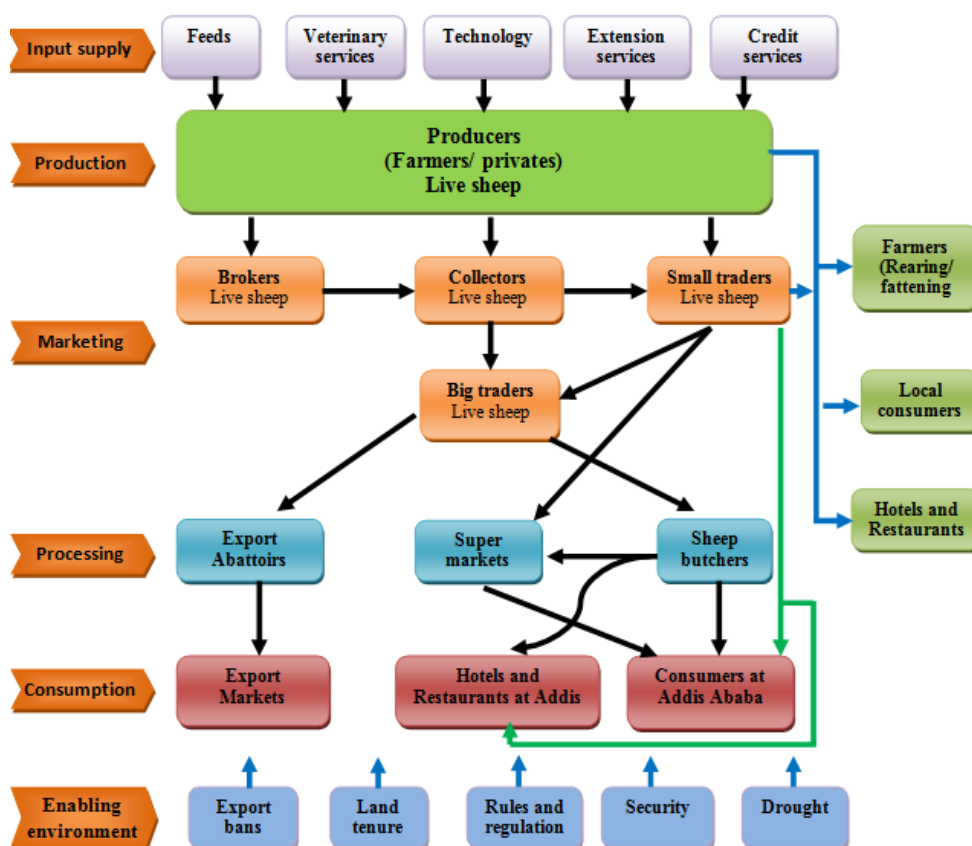 Input supply
Feeds
Veterinary
services
Technology
Extension
services
Credit
services
Production
Producers
(Farmers/ privates)
Live sheep
Farmers
(Rearing/
fattening
Marketing
Brokers
Live sheep
Collectors
Live sheep
Small traders
Live sheep
Big traders
Live sheep
Local
consumers
Hotels and
Restaurants
Processing
Export
Abattoirs
Super
markets
Sheep
butchers
Consumption
Export
Markets
Hotels and
Restaurants at Addis
Consumers at
Addis Ababa
Enabling
environment
Export
bans
Land
tenure
Rules and
regulation
Security
Drought